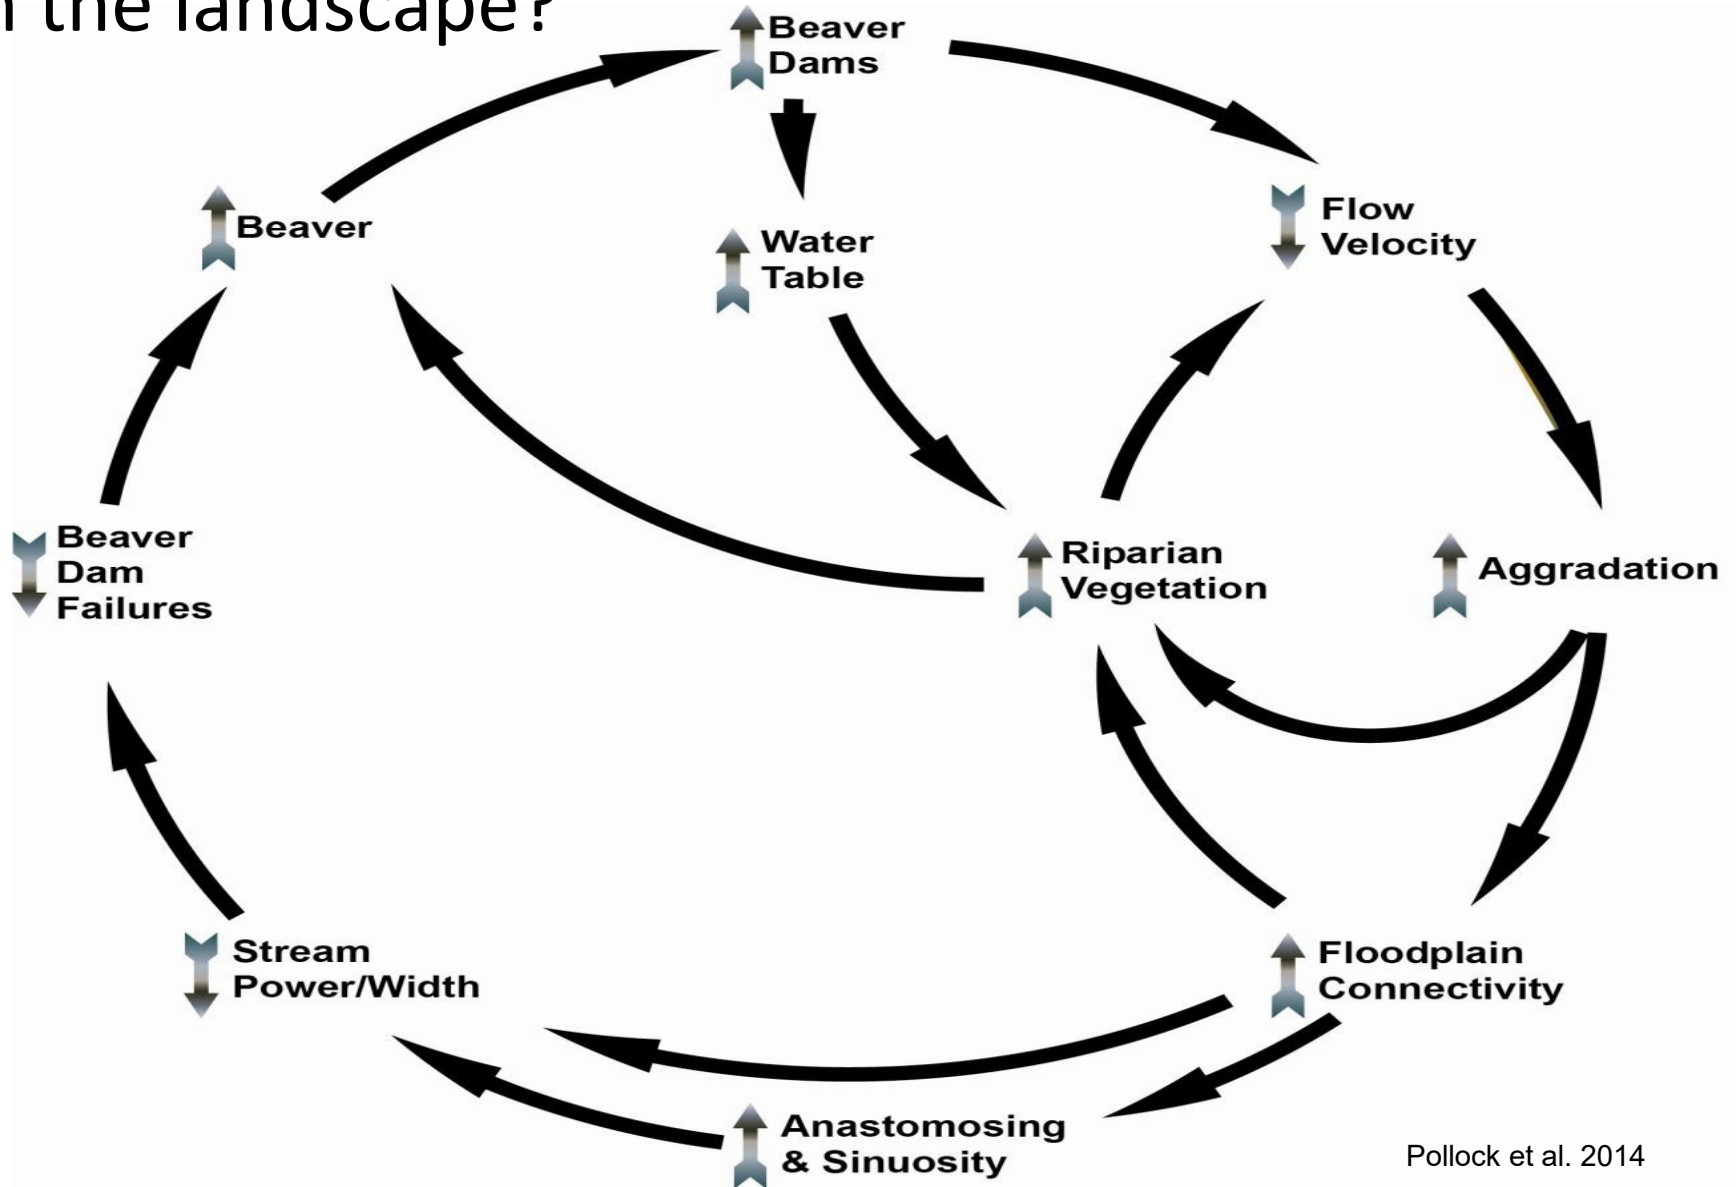 the landscape?
Beaver
Dams
Flow
Velocity
Beaver
Water
Table
Beaver
Dam
Failures
Riparian
Vegetation
Aggradation
Stream
Power/Width
Floodplain
Connectivity
Anastomosing
& Sinuosity
Pollock et al. 2014